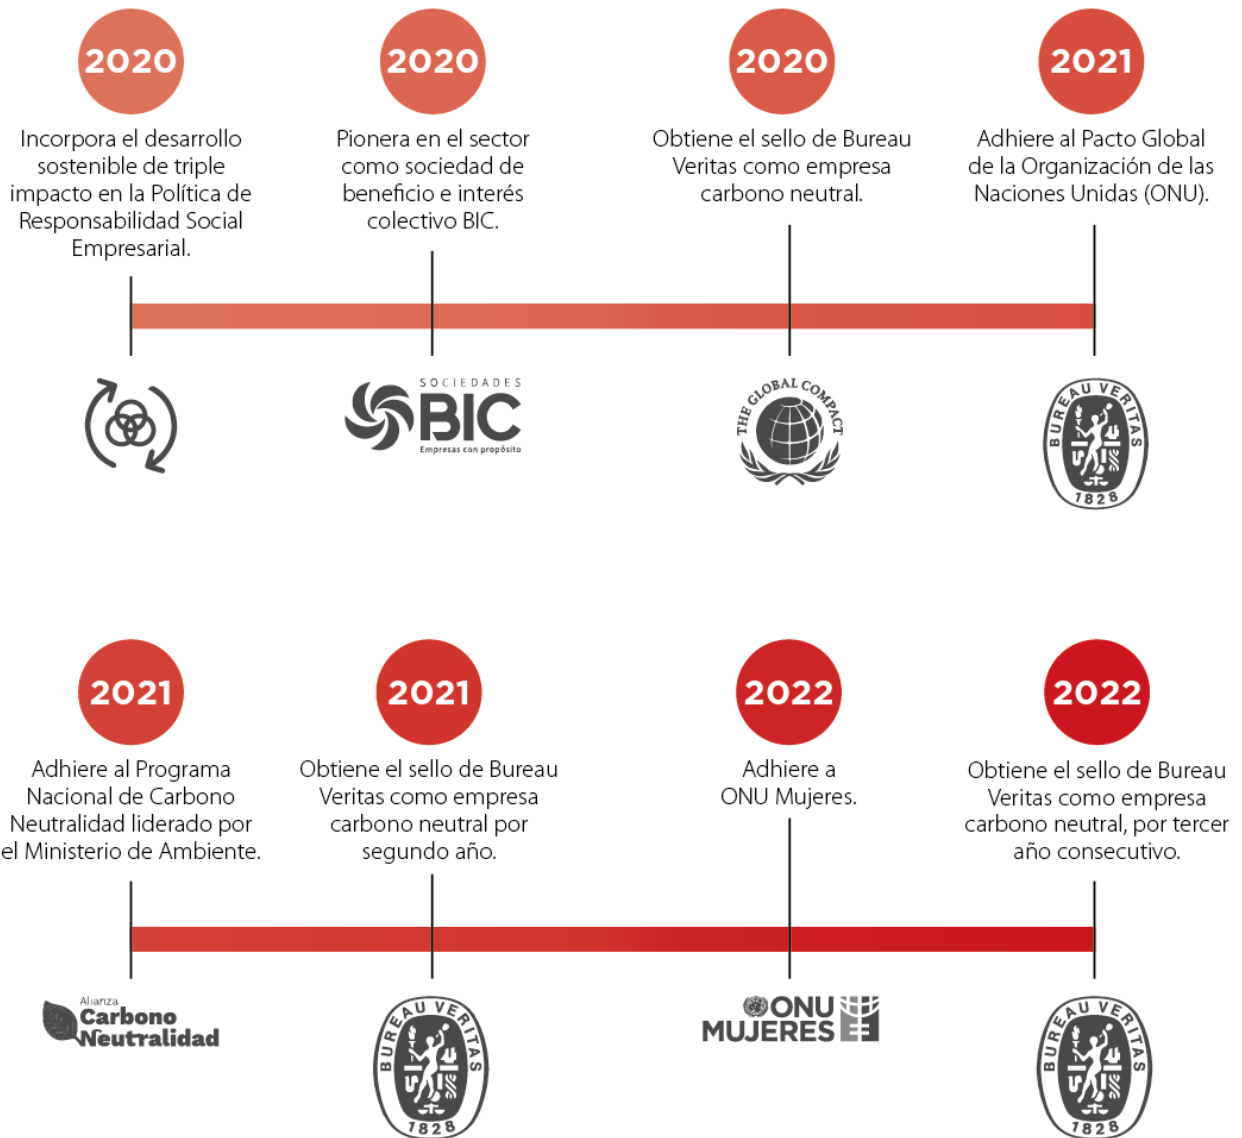 2020
Incorpora el desarrollo
sostenible de triple
impacto en la Política de
Responsabilidad Social
Empresarial.
2020
Pionera en el sector
como sociedad de
beneficio e interés
colectivo BIC.
2020
Obtiene el sello de Bureau
Veritas como empresa
carbono neutral.
2021
Adhiere al Pacto Global
de la Organización de las
Naciones Unidas (ONU).
SOCIEDADES
BIC
Empresas con propósito
THE GLOBAL COMPACT
BUREAU VERITAS
1828
2021
Adhiere al Programa
Nacional de Carbono
Neutralidad liderado por
el Ministerio de Ambiente.
2021
Obtiene el sello de Bureau
Veritas como empresa
carbono neutral por
segundo año.
2022
Adhiere a
ONU Mujeres.
2022
Obtiene el sello de Bureau
Veritas como empresa
carbono neutral, por tercer
año consecutivo.
Alianza
Carbono
Neutralidad
BUREAU VERITAS
1828
ONU
MUJERES
BUREAU VERITAS
1828